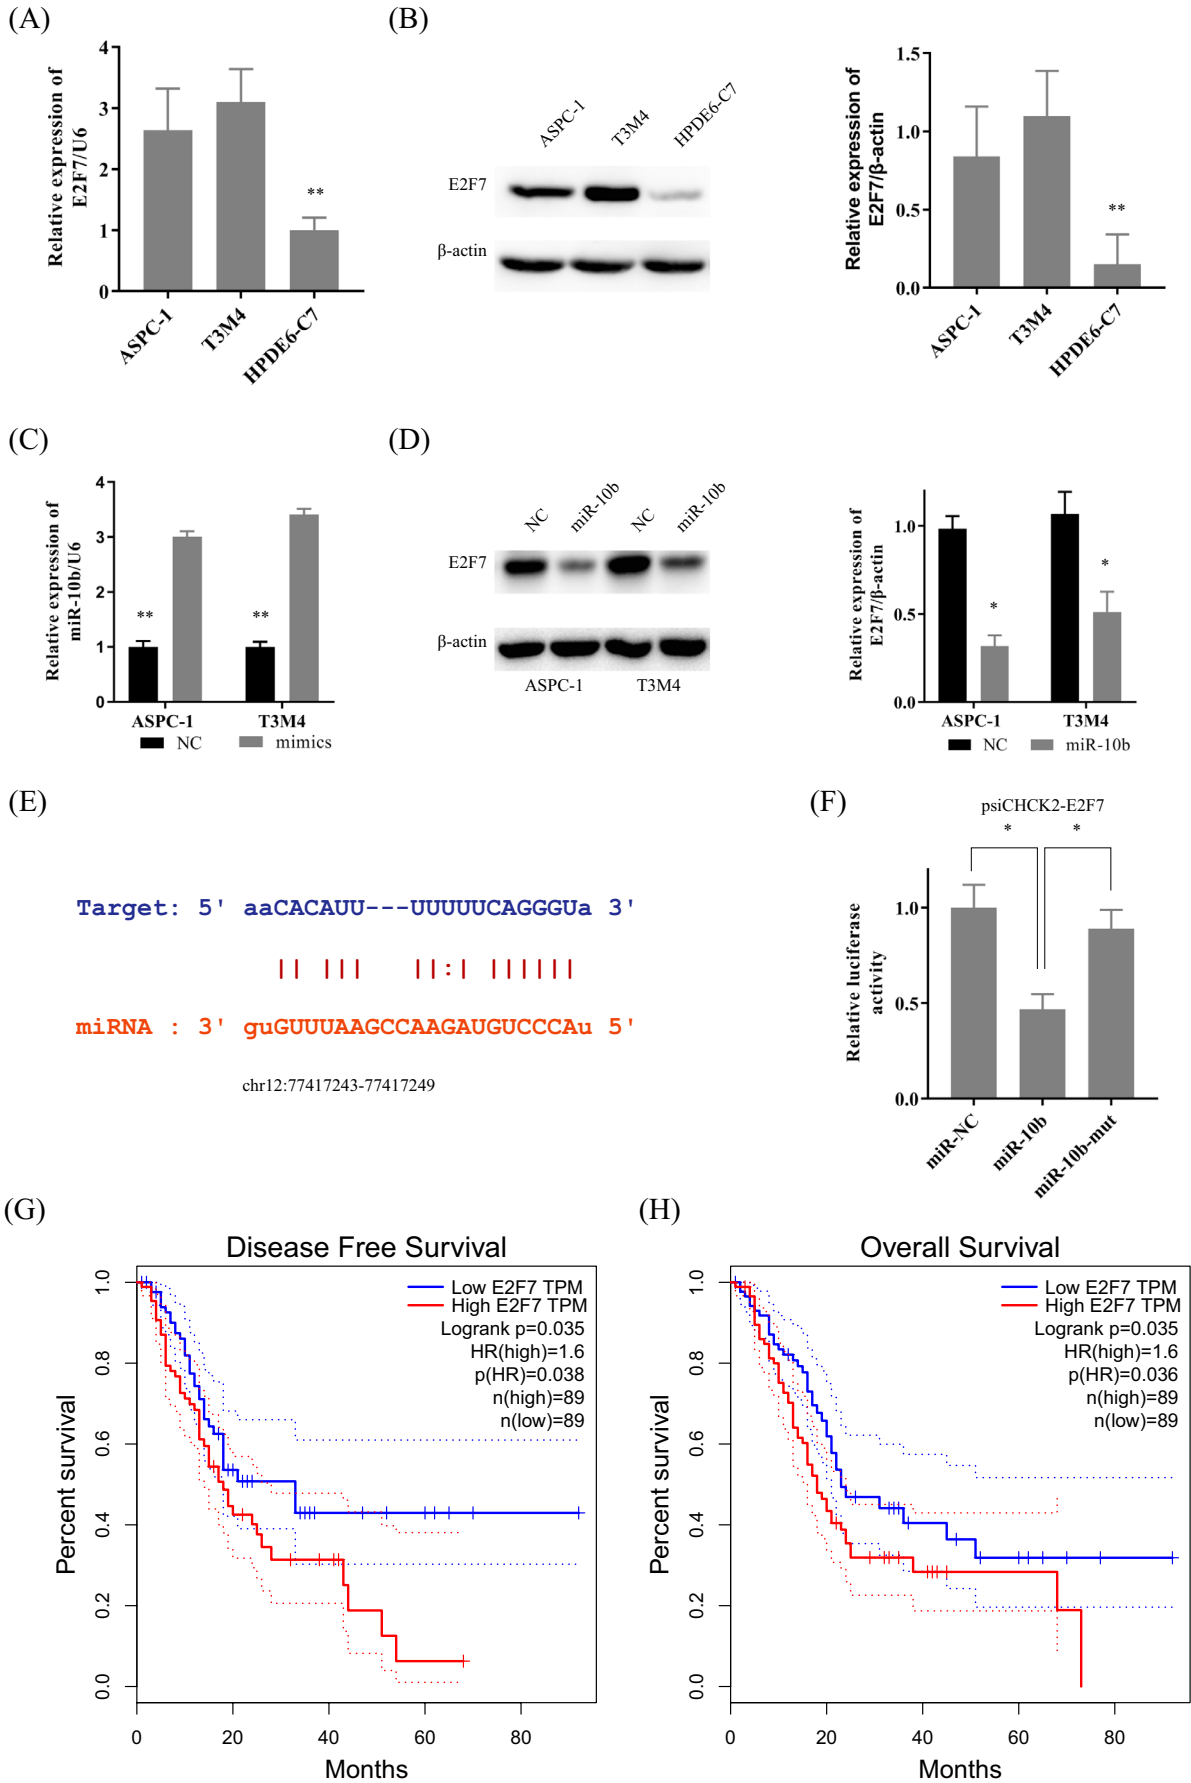 (A)
Relative expression of
E2F7/U6
4
3
2
1
0
**
ASPC-1
T3M4
HPDE6-C7
(B)
ASPC-1
T3M4
HPDE6-C7
E2F7
β-actin
Relative expression of
E2F7/β-actin
1.5
1.0
0.5
0.0
**
ASPC-1
T3M4
HPDE6-C7
(C)
Relative expression of
miR-10b/U6
4
3
2
1
0
**
**
ASPC-1
T3M4
NC
mimics
(D)
NC
miR-10b
NC
miR-10b
E2F7
β-actin
ASPC-1
T3M4
Relative expression of
E2F7/β-actin
1.0
0.5
0.0
*
*
ASPC-1
T3M4
NC
miR-10b
(E)
Target: 5' aaCACAUU---UUUUUCAGGGUa 3'
|| ||| ||:| ||||||
miRNA : 3' guGUUUAAGCCAAGAUGUCCCAu 5'
chr12:77417243-77417249
(F)
psiCHCK2-E2F7
*
*
Relative luciferase
activity
1.0
0.5
0.0
miR-NC
miR-10b
miR-10b-mut
(G)
Disease Free Survival
Low E2F7 TPM
High E2F7 TPM
Logrank p=0.035
HR(high)=1.6
p(HR)=0.038
n(high)=89
n(low)=89
Percent survival
1.0
0.8
0.6
0.4
0.2
0.0
0
20
40
60
80
Months
(H)
Overall Survival
Low E2F7 TPM
High E2F7 TPM
Logrank p=0.035
HR(high)=1.6
p(HR)=0.036
n(high)=89
n(low)=89
Percent survival
1.0
0.8
0.6
0.4
0.2
0.0
0
20
40
60
80
Months